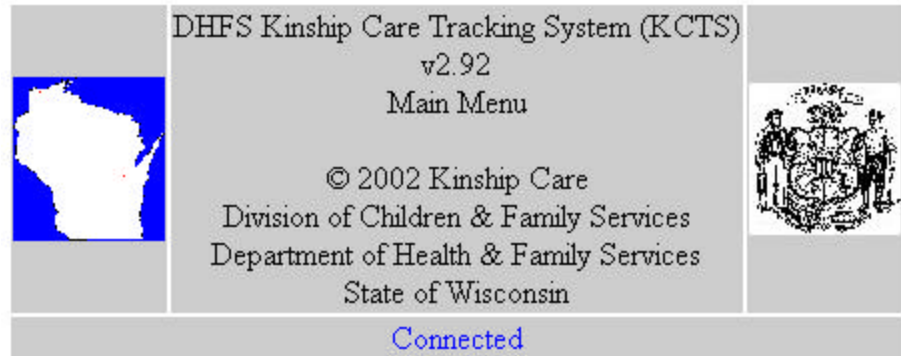 DHFS Kinship Care Tracking System (KCTS)
v2.92
Main Menu
© 2002 Kinship Care
Division of Children & Family Services
Department of Health & Family Services
State of Wisconsin
Connected